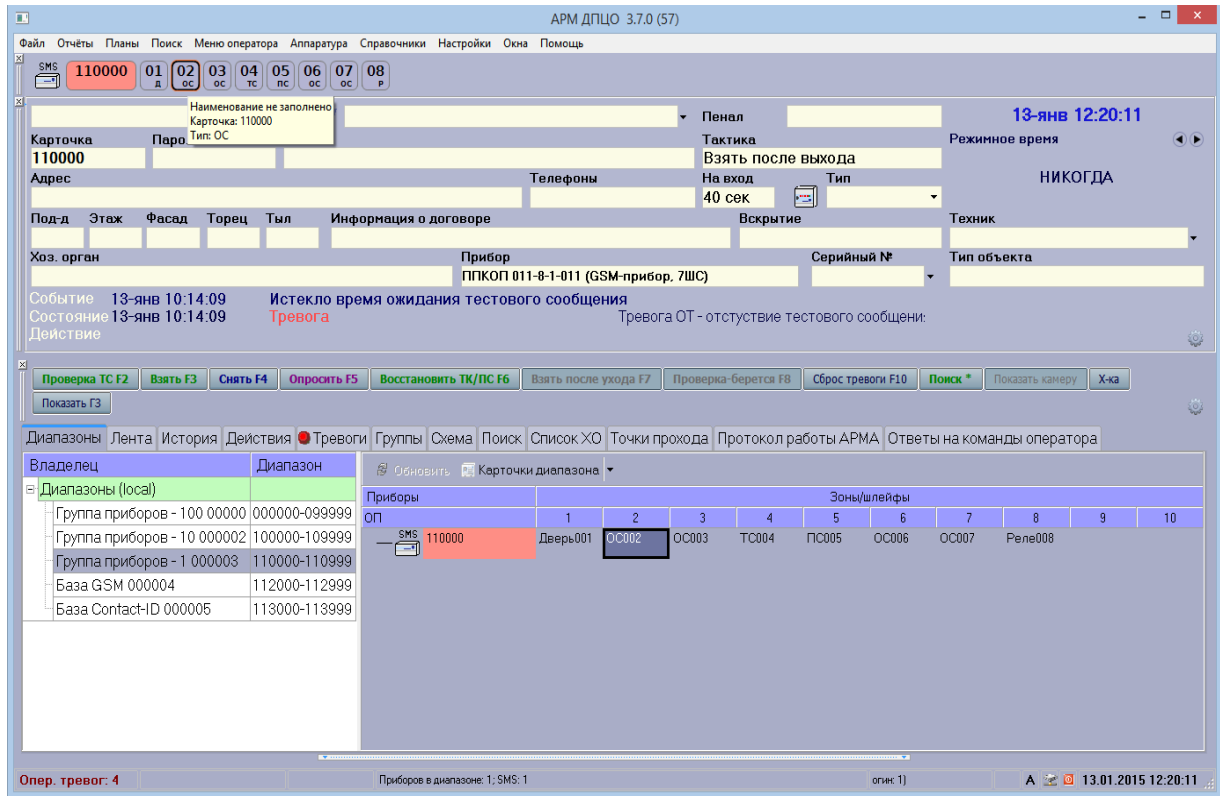 АРМ ДПЦО 3.7.0 (57)
Файл Отчёты Планы Поиск Меню оператора Аппаратура Справочники Настройки Окна Помощь
SMS 110000 01 02 03 04 05 06 07 08
д ос ос тс пс ос ос р
Наименование не заполнено
Карточка: 110000
Тип: ОС
Пенал 13-янв 12:20:11
Карточка Паро Тактика Режимное время
110000 Взять после выхода
Адрес Телефоны На вход Тип НИКОГДА
40 сек
Под-д Этаж Фасад Торец Тыл Информация о договоре Вскрытие Техник
Хоз. орган Прибор Серийный № Тип объекта
ППКОП 011-8-1-011 (GSM-прибор, 7ШС)
Событие 13-янв 10:14:09 Истекло время ожидания тестового сообщения
Состояние 13-янв 10:14:09 Тревога Тревога ОТ - отстуствие тестового сообщени
Действие
Проверка ТС F2 Взять F3 Снять F4 Опросить F5 Восстановить ТК/ПС F6 Взять после ухода F7 Проверка-берется F8 Сброс тревоги F10 Поиск * Показать камеру Х-ка
Показать ГЗ
Диапазоны Лента История Действия Тревоги Группы Схема Поиск Список ХО Точки прохода Протокол работы АРМА Ответы на команды оператора
Владелец Диапазон Обновить Карточки диапазона
Диапазоны (local) Приборы Зоны/шлейфы
ОП 1 2 3 4 5 6 7 8 9 10
Группа приборов - 100 00000 000000-099999
Группа приборов - 10 000002 100000-109999 SMS 110000 Дверь001 ОС002 ОС003 ТС004 ПС005 ОС006 ОС007 Реле008
Группа приборов - 1 000003 110000-110999
База GSM 000004 112000-112999
База Contact-ID 000005 113000-113999
Опер. тревог: 4 Приборов в диапазоне: 1; SMS: 1 огин: 1) А 13.01.2015 12:20:11